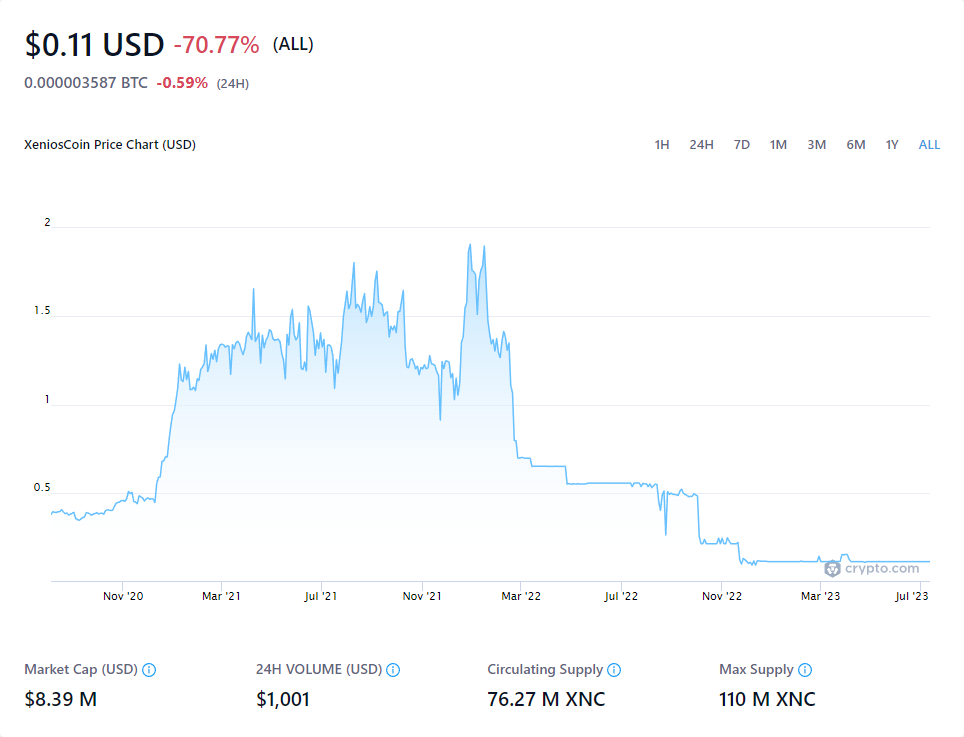 $0.11 USD -70.77% (ALL)
0.000003587 BTC -0.59% (24H)
XeniosCoin Price Chart (USD) 1H 24H 7D 1M 3M 6M 1Y ALL
2
1.5
1
0.5
crypto.com
Nov '20 Mar '21 Jul '21 Nov '21 Mar '22 Jul '22 Nov '22 Mar '23 Jul '23
Market Cap (USD) 24H VOLUME (USD) Circulating Supply Max Supply
$8.39 M $1,001 76.27 M XNC 110 M XNC